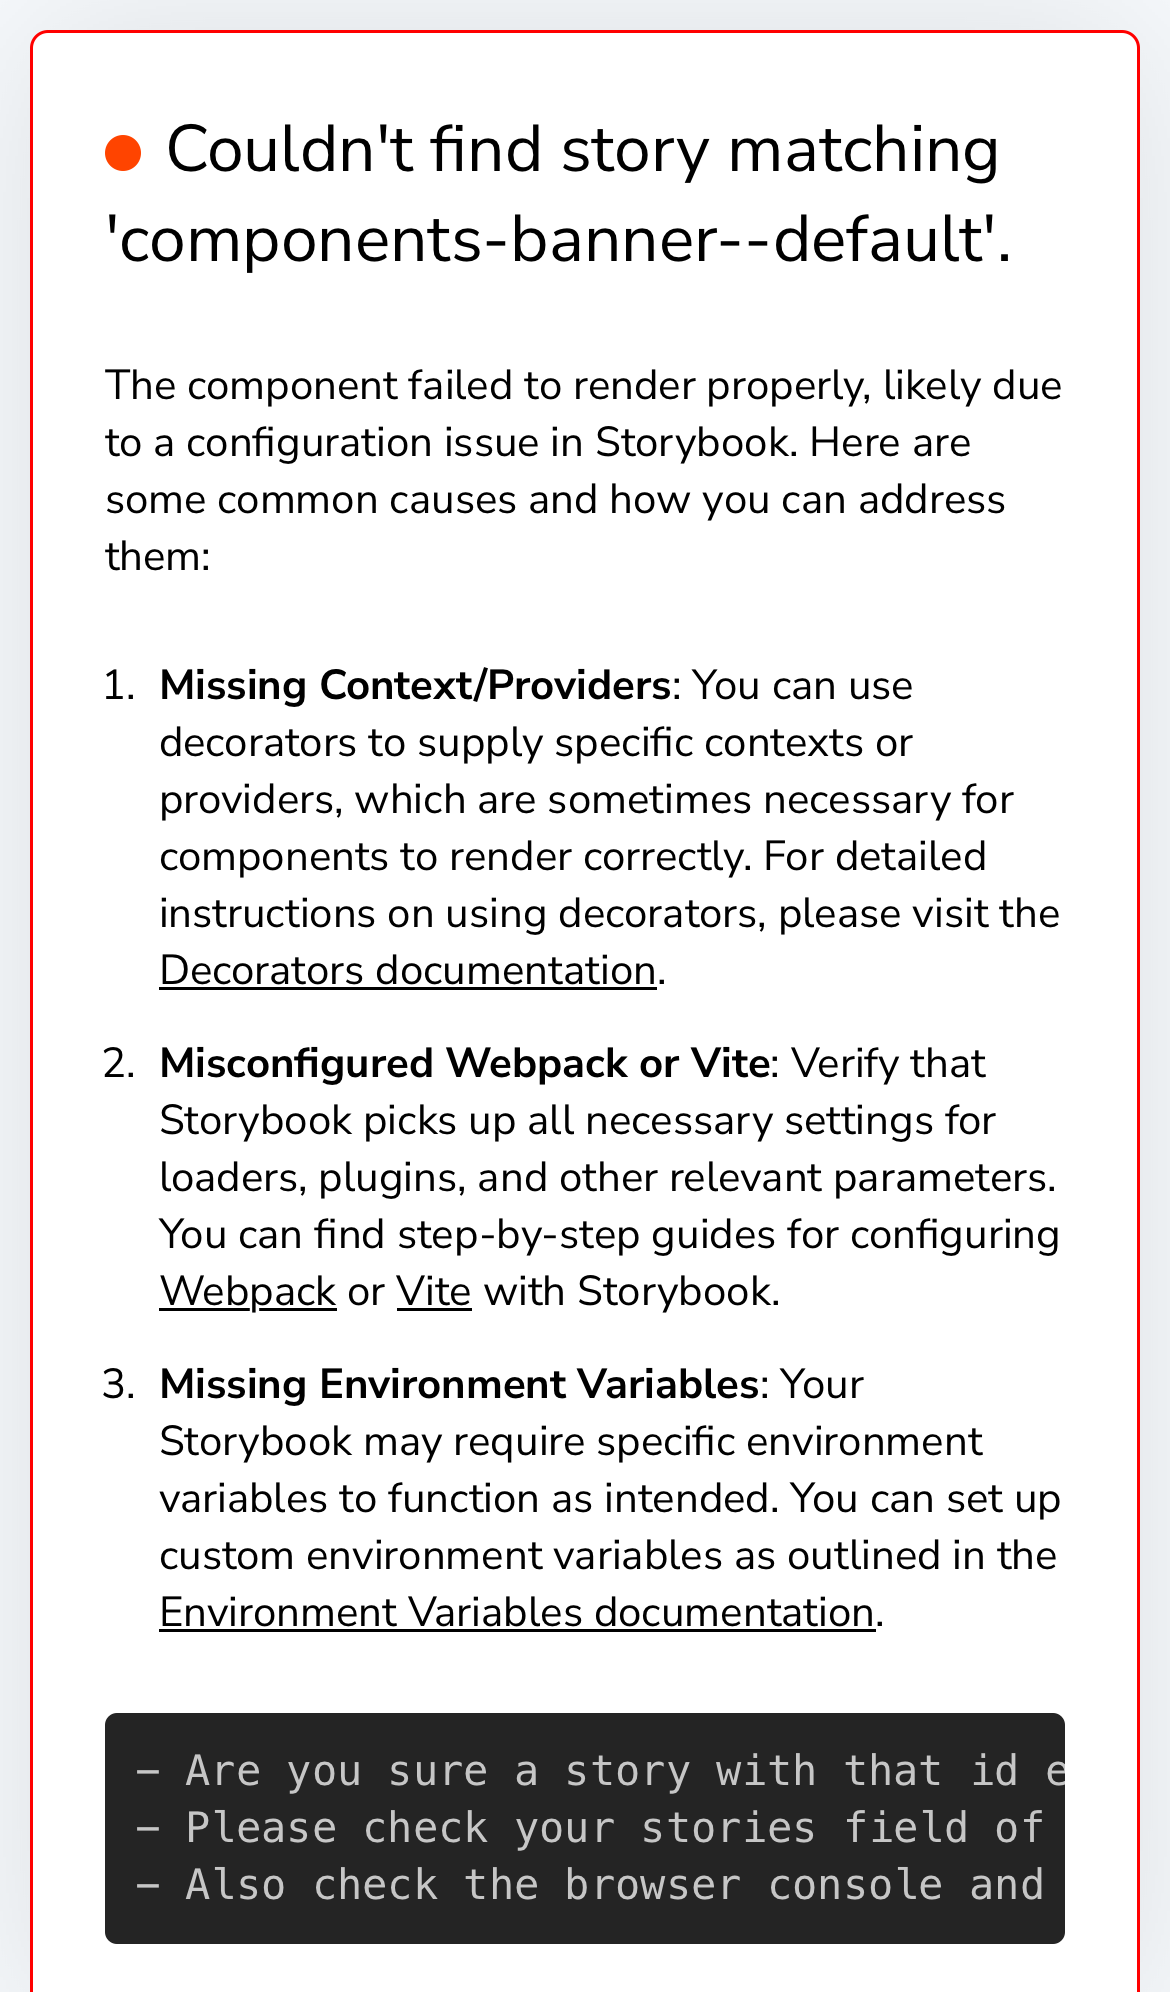 Couldn't find story matching
'components-banner--default'.
The component failed to render properly, likely due
to a configuration issue in Storybook. Here are
some common causes and how you can address
them:
1. Missing Context/Providers: You can use
decorators to supply specific contexts or
providers, which are sometimes necessary for
components to render correctly. For detailed
instructions on using decorators, please visit the
Decorators documentation.
2. Misconfigured Webpack or Vite: Verify that
Storybook picks up all necessary settings for
loaders, plugins, and other relevant parameters.
You can find step-by-step guides for configuring
Webpack or Vite with Storybook.
3. Missing Environment Variables: Your
Storybook may require specific environment
variables to function as intended. You can set up
custom environment variables as outlined in the
Environment Variables documentation.
– Are you sure a story with that id
– Please check your stories field of
– Also check the browser console and